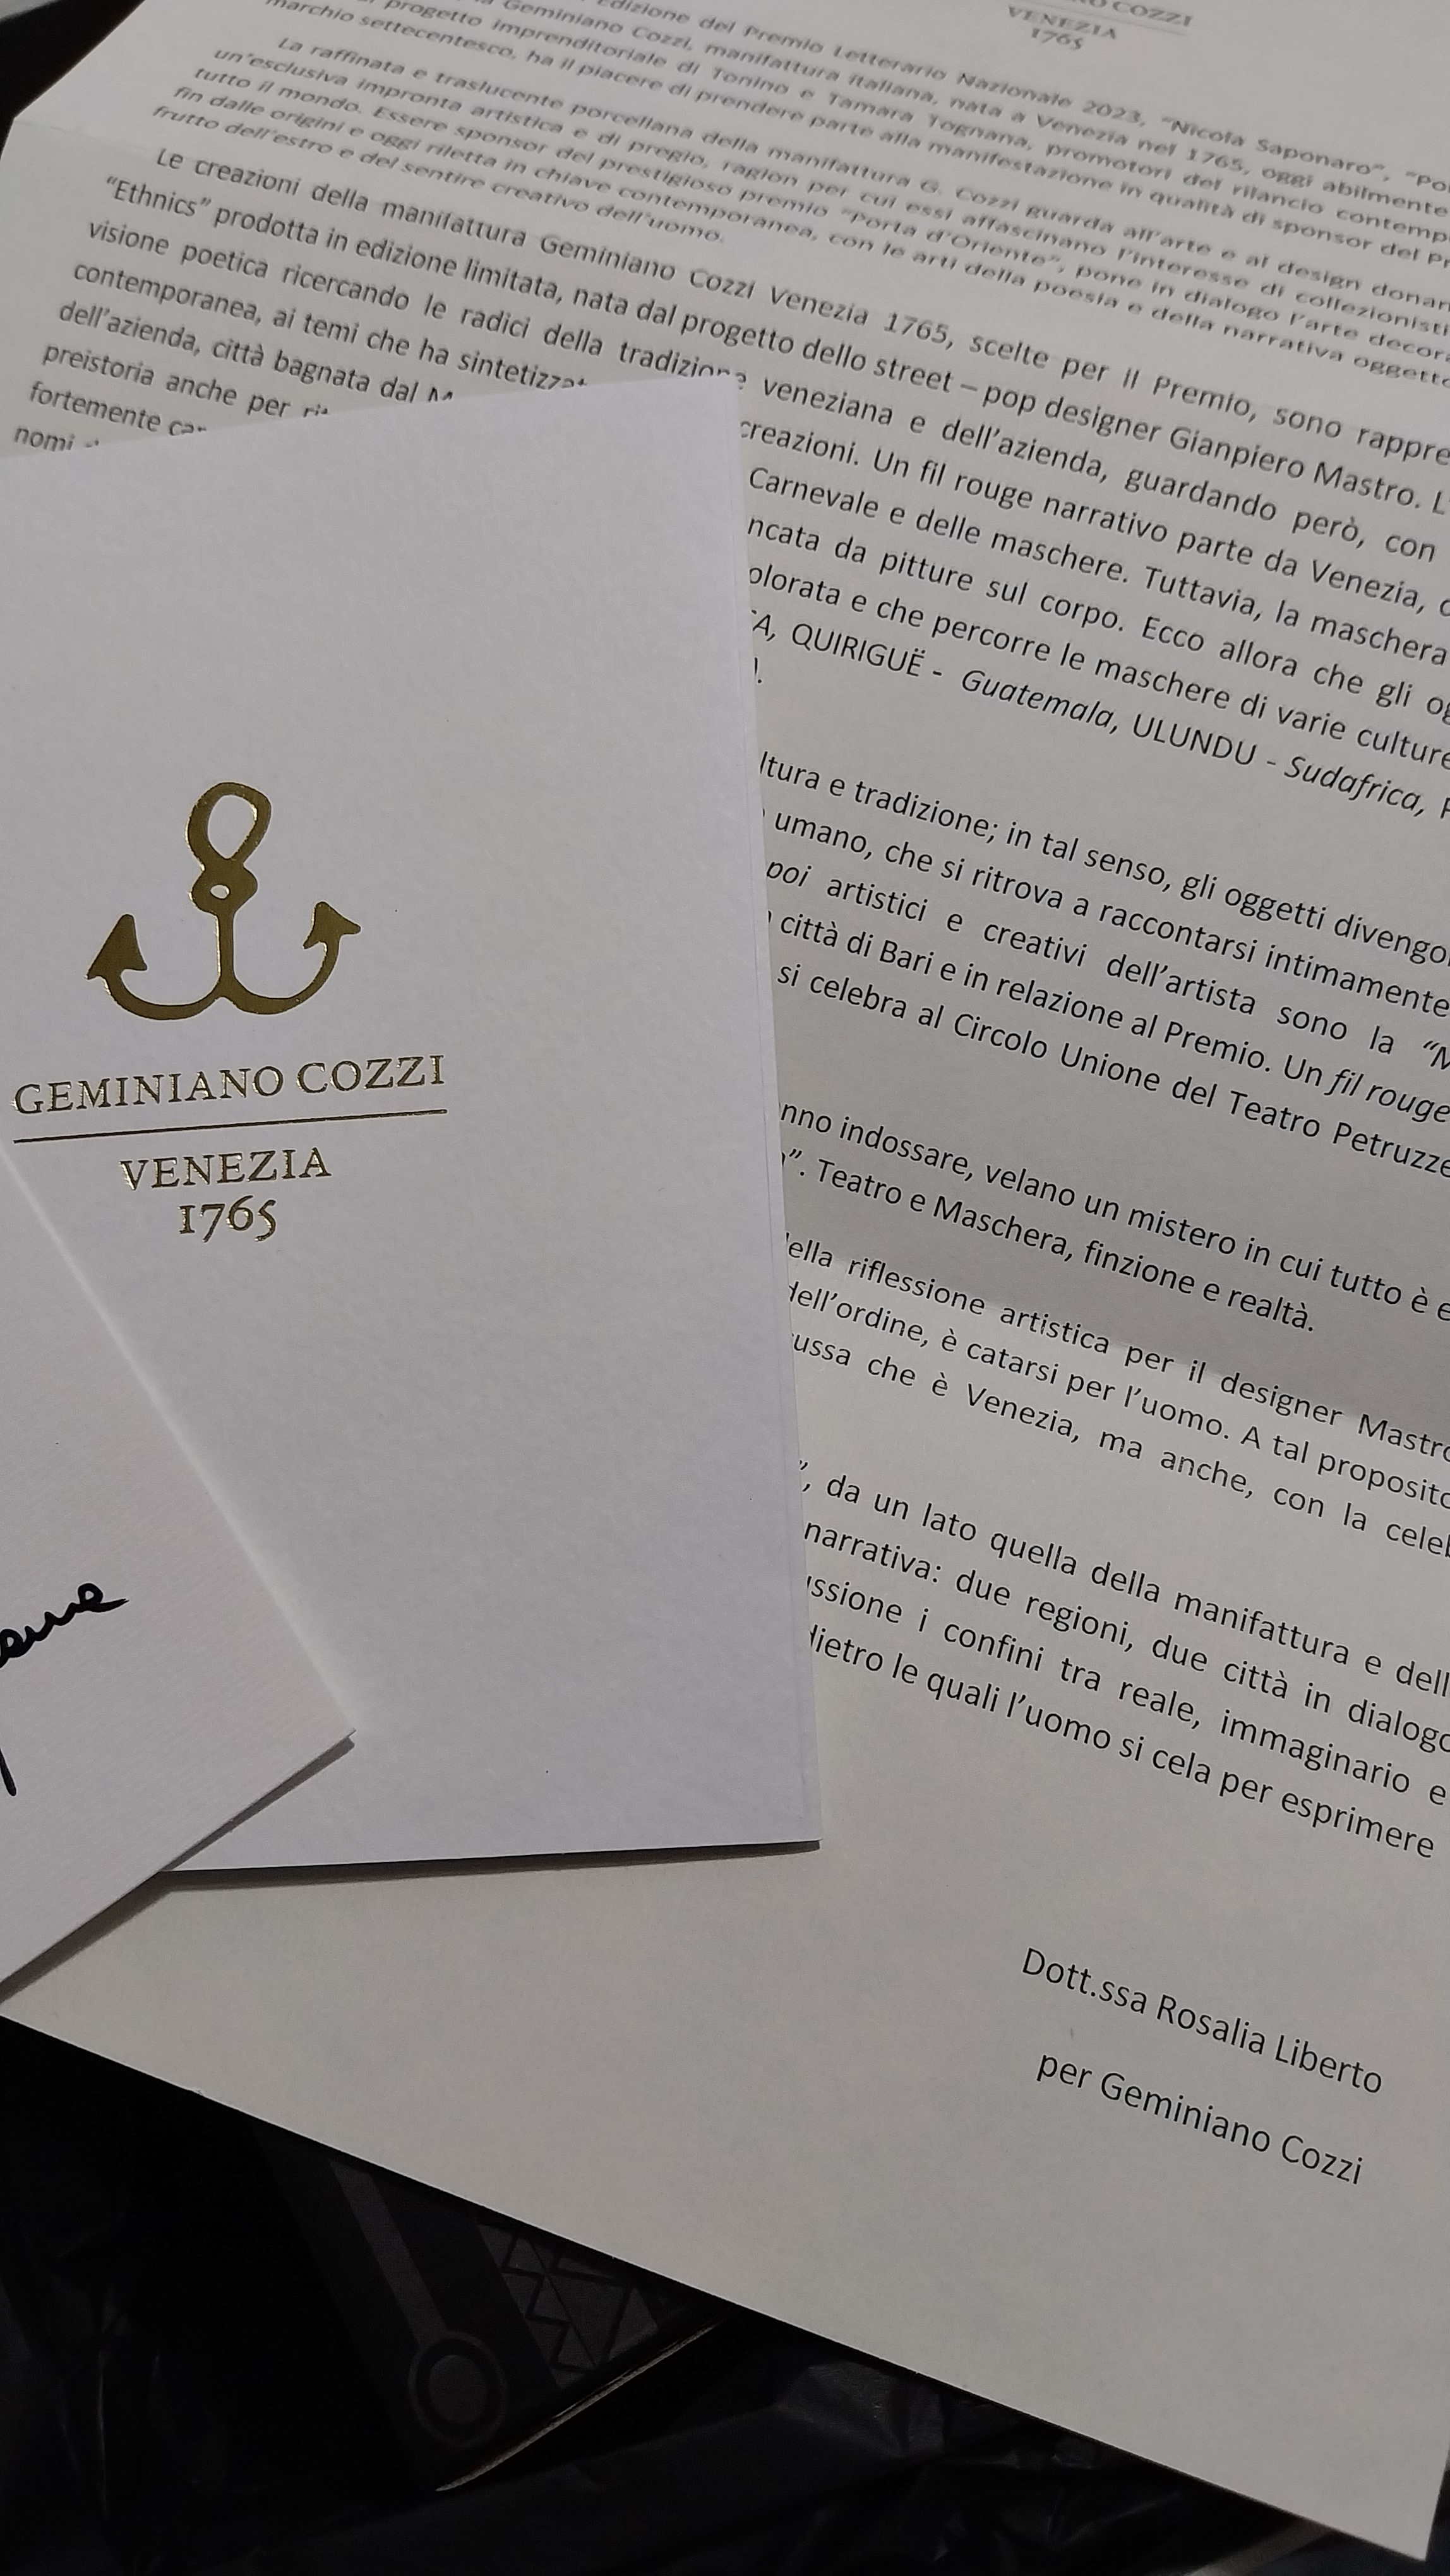 COZZI
VENEZIA
1765
Edizione del Premio Letterario Nazionale 2023, “Nicola Saponaro”,
Geminiano Cozzi, manifattura italiana, nata a Venezia nel 1765, oggi abilmente
progetto imprenditoriale di Tonino e Tamara Tognana, promotori del rilancio
marchio settecentesco, ha il piacere di prendere parte alla manifestazione in qualità di sponsor del
La raffinata e traslucente porcellana della manifattura G. Cozzi guarda all’arte e al design
un’esclusiva impronta artistica e di pregio, ragion per cui essi affascinano l’interesse di collezionisti
tutto il mondo. Essere sponsor del prestigioso premio “Porta d’Oriente”, pone in dialogo l’arte
fin dalle origini e oggi riletta in chiave contemporanea, con le arti della poesia e della narrativa
frutto dell’estro e del sentire creativo dell’uomo.
Le creazioni della manifattura Geminiano Cozzi Venezia 1765, scelte per il Premio, sono
“Ethnics” prodotta in edizione limitata, nata dal progetto dello street – pop designer Gianpiero Mastro.
visione poetica ricercando le radici della tradizione veneziana e dell’azienda, guardando però, con
contemporanea, ai temi che ha creazioni. Un fil rouge narrativo parte da Venezia,
dell’azienda, città bagnata dal Carnevale e delle maschere. Tuttavia, la maschera
preistoria anche per ncata da pitture sul corpo. Ecco allora che gli
fortemente olorata e che percorre le maschere di varie culture
nomi QUIRIGUË - Guatemala, ULUNDU - Sudafrica,
ltura e tradizione; in tal senso, gli oggetti divengo
umano, che si ritrova a raccontarsi intimamente
poi artistici e creativi dell’artista sono la
città di Bari e in relazione al Premio. Un fil rouge
si celebra al Circolo Unione del Teatro Petruzze
nno indossare, velano un mistero in cui tutto è
”. Teatro e Maschera, finzione e realtà.
ella riflessione artistica per il designer Mastro
dell’ordine, è catarsi per l’uomo. A tal proposito
ussa che è Venezia, ma anche, con la
”, da un lato quella della manifattura e
narrativa: due regioni, due città in dialogo
ssione i confini tra reale, immaginario e
dietro le quali l’uomo si cela per esprimere
Dott.ssa Rosalia Liberto
per Geminiano Cozzi
GEMINIANO COZZI
VENEZIA
1765